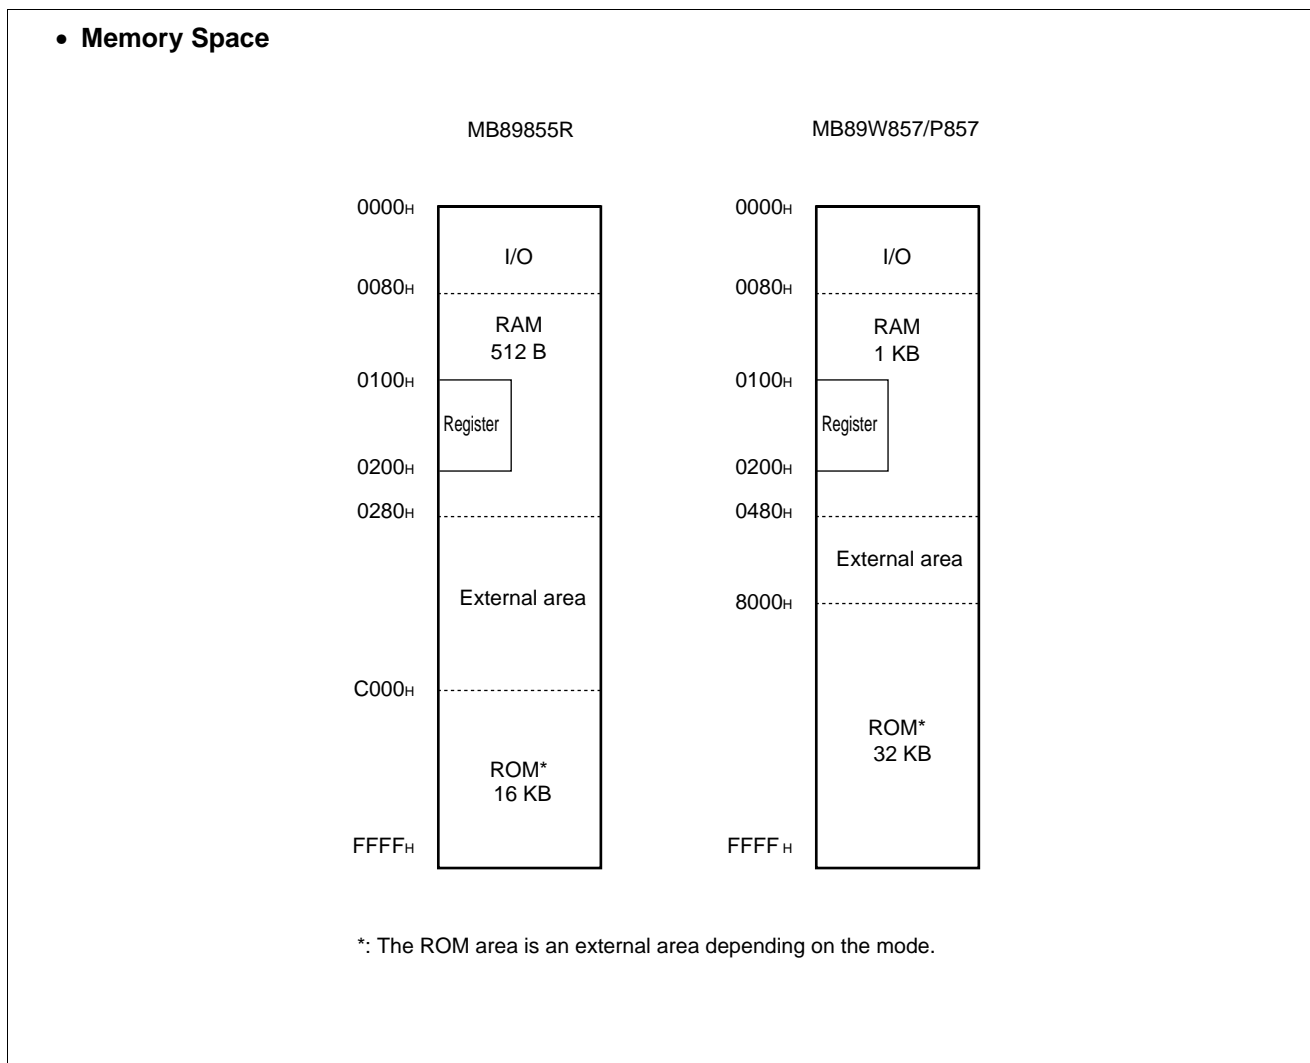 • Memory Space
MB89855R
0000H
I/O
0080H
RAM
512 B
0100H
Register
0200H
0280H
External area
C000H
ROM*
16 KB
FFFFH
MB89W857/P857
0000H
I/O
0080H
RAM
1 KB
0100H
Register
0200H
0480H
External area
8000H
ROM*
32 KB
FFFF H
*: The ROM area is an external area depending on the mode.